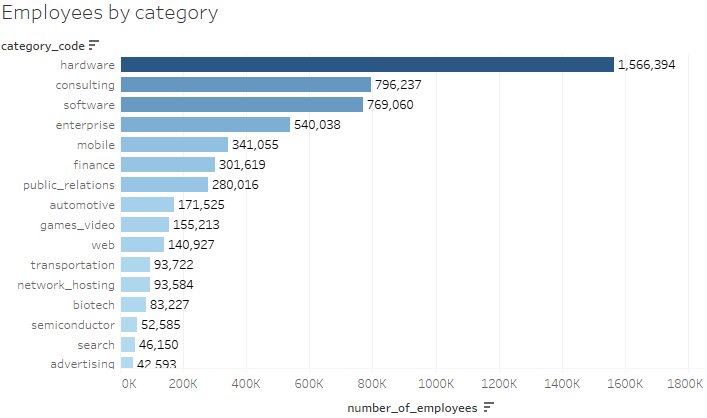 Employees by category
category_code
hardware 1,566,394
consulting 796,237
software 769,060
enterprise 540,038
mobile 341,055
finance 301,619
public_relations 280,016
automotive 171,525
games_video 155,213
web 140,927
transportation 93,722
network_hosting 93,584
biotech 83,227
semiconductor 52,585
search 46,150
advertising 42,593
0K 200K 400K 600K 800K 1000K 1200K 1400K 1600K 1800K
number_of_employees